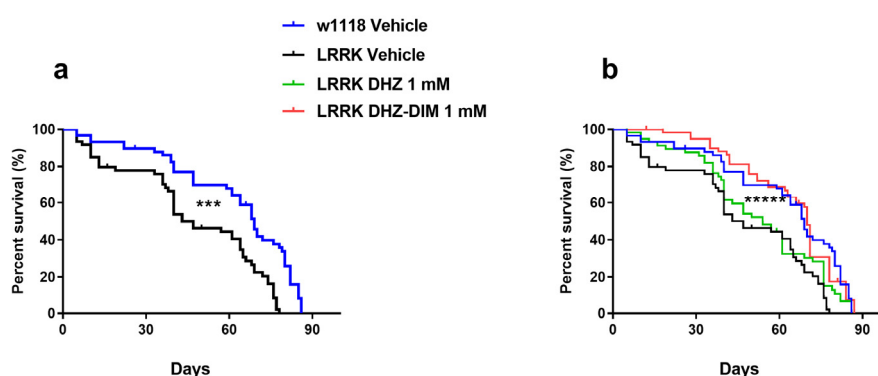 w1118 Vehicle
LRRK Vehicle
LRRK DHZ 1 mM
LRRK DHZ-DIM 1 mM
a
Percent survival (%)
100
80
60
40
20
0
***
0 30 60 90
Days
b
Percent survival (%)
100
80
60
40
20
0
*****
0 30 60 90
Days